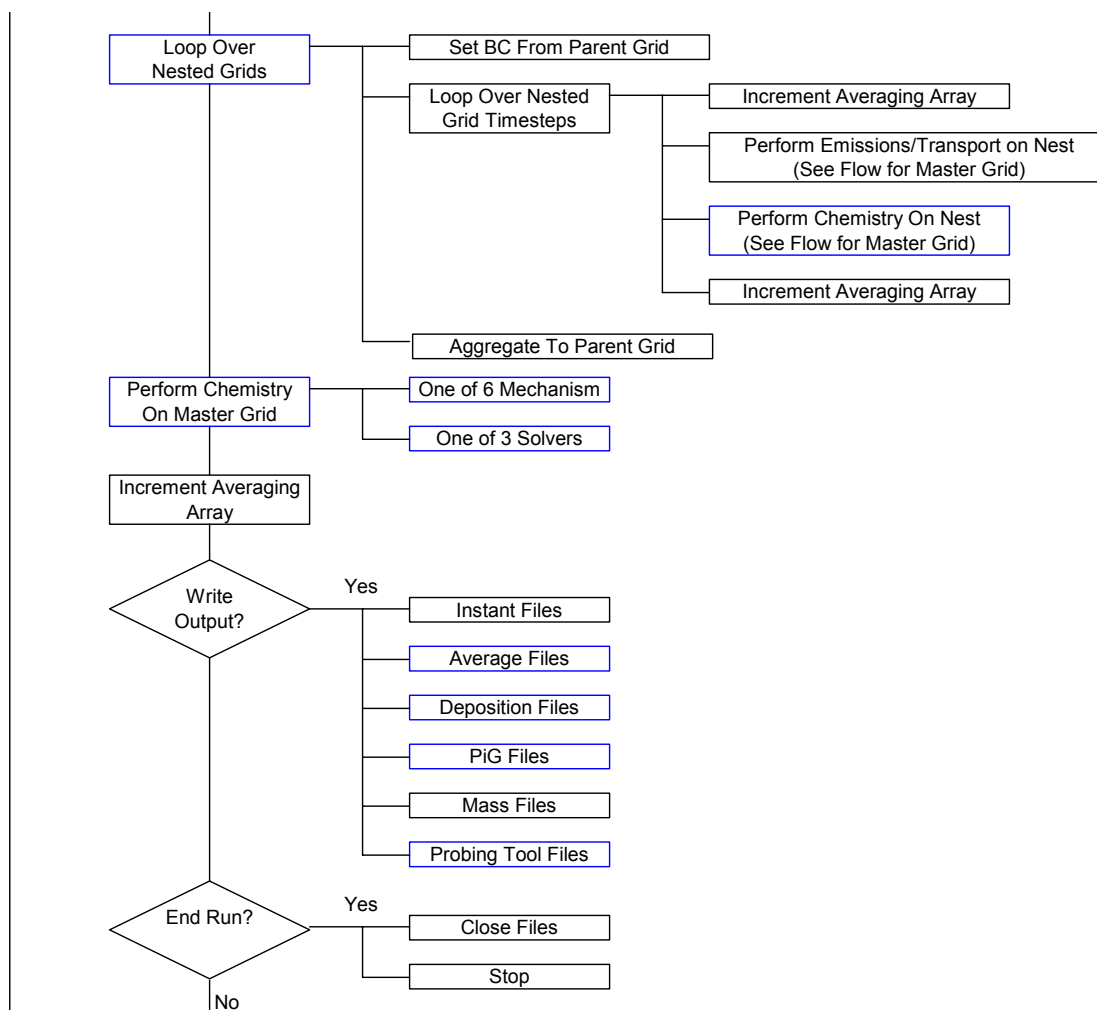 Loop Over
Nested Grids
Set BC From Parent Grid
Loop Over Nested
Grid Timesteps
Increment Averaging Array
Perform Emissions/Transport on Nest
(See Flow for Master Grid)
Perform Chemistry On Nest
(See Flow for Master Grid)
Increment Averaging Array
Aggregate To Parent Grid
Perform Chemistry
On Master Grid
One of 6 Mechanism
One of 3 Solvers
Increment Averaging
Array
Write
Output?
Yes
Instant Files
Average Files
Deposition Files
PiG Files
Mass Files
Probing Tool Files
End Run?
Yes
Close Files
Stop
No